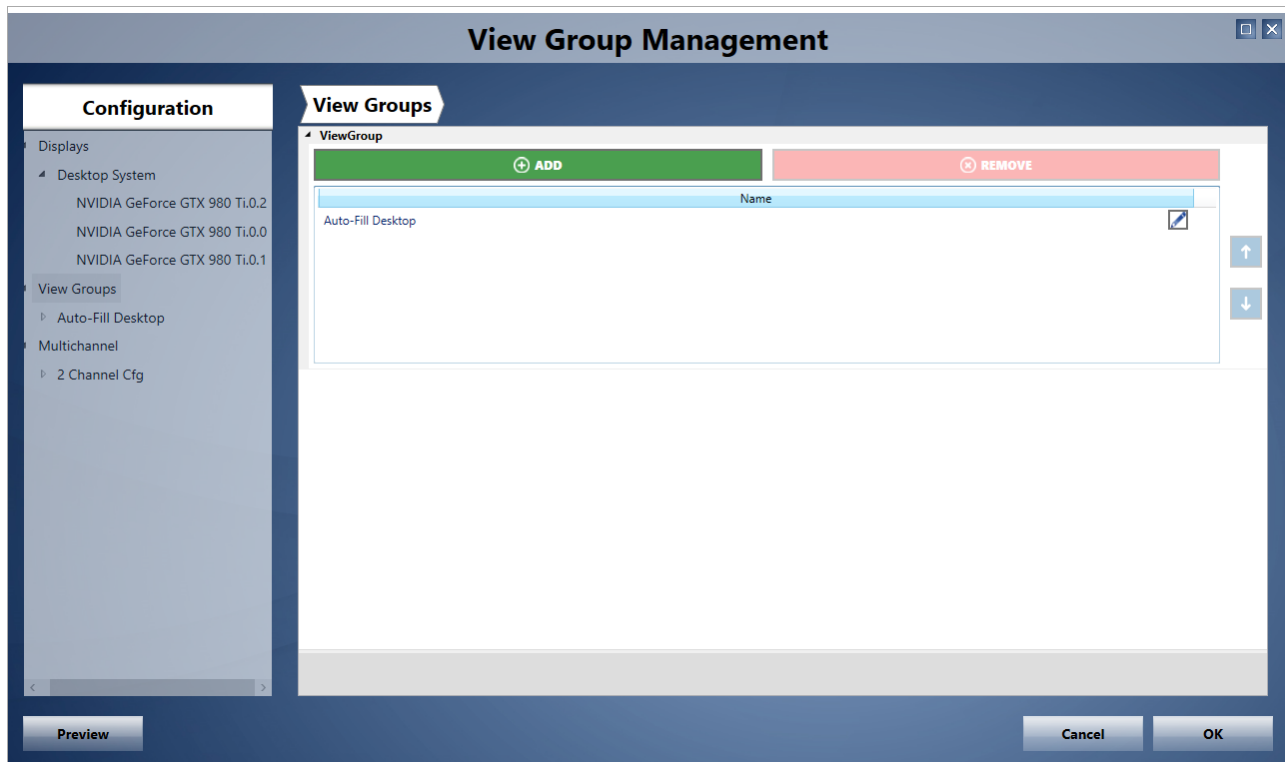 View Group Management
Configuration
Displays
Desktop System
NVIDIA GeForce GTX 980 Ti.0.2
NVIDIA GeForce GTX 980 Ti.0.0
NVIDIA GeForce GTX 980 Ti.0.1
View Groups
Auto-Fill Desktop
Multichannel
2 Channel Cfg
View Groups
ViewGroup
ADD
REMOVE
Name
Auto-Fill Desktop
Preview
Cancel
OK